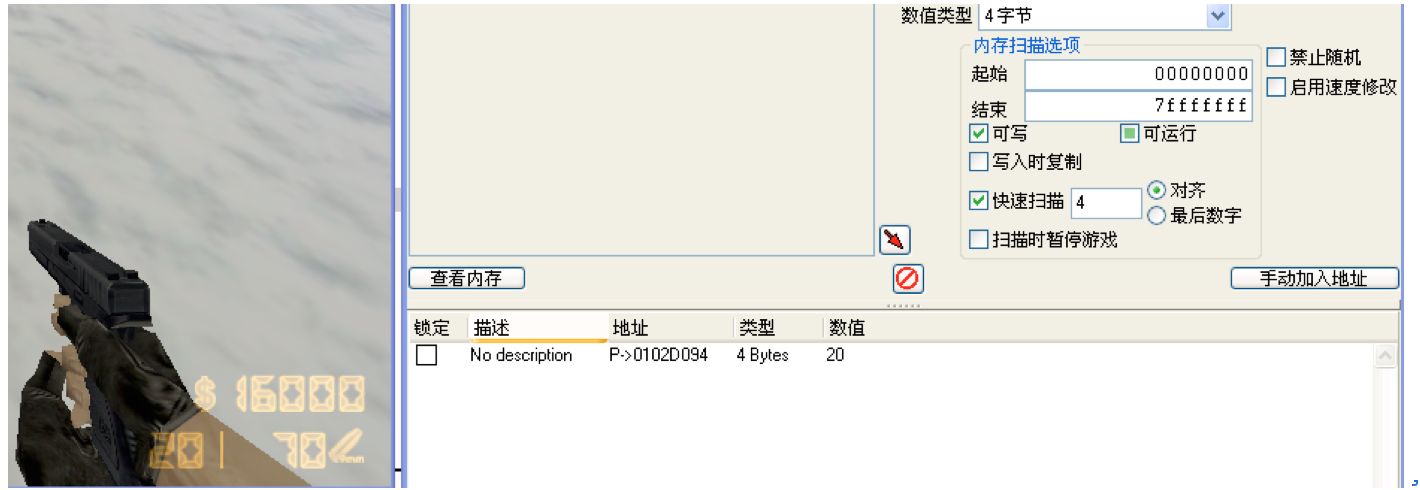 数值类型 4字节
内存扫描选项
起始 00000000
结束 7fffffff
可写 可运行
写入时复制
快速扫描 4 对齐
最后数字
扫描时暂停游戏
禁止随机
启用速度修改
查看内存 手动加入地址
锁定 描述 地址 类型 数值
No description P->0102D094 4 Bytes 20
$ 16000
20 | 70